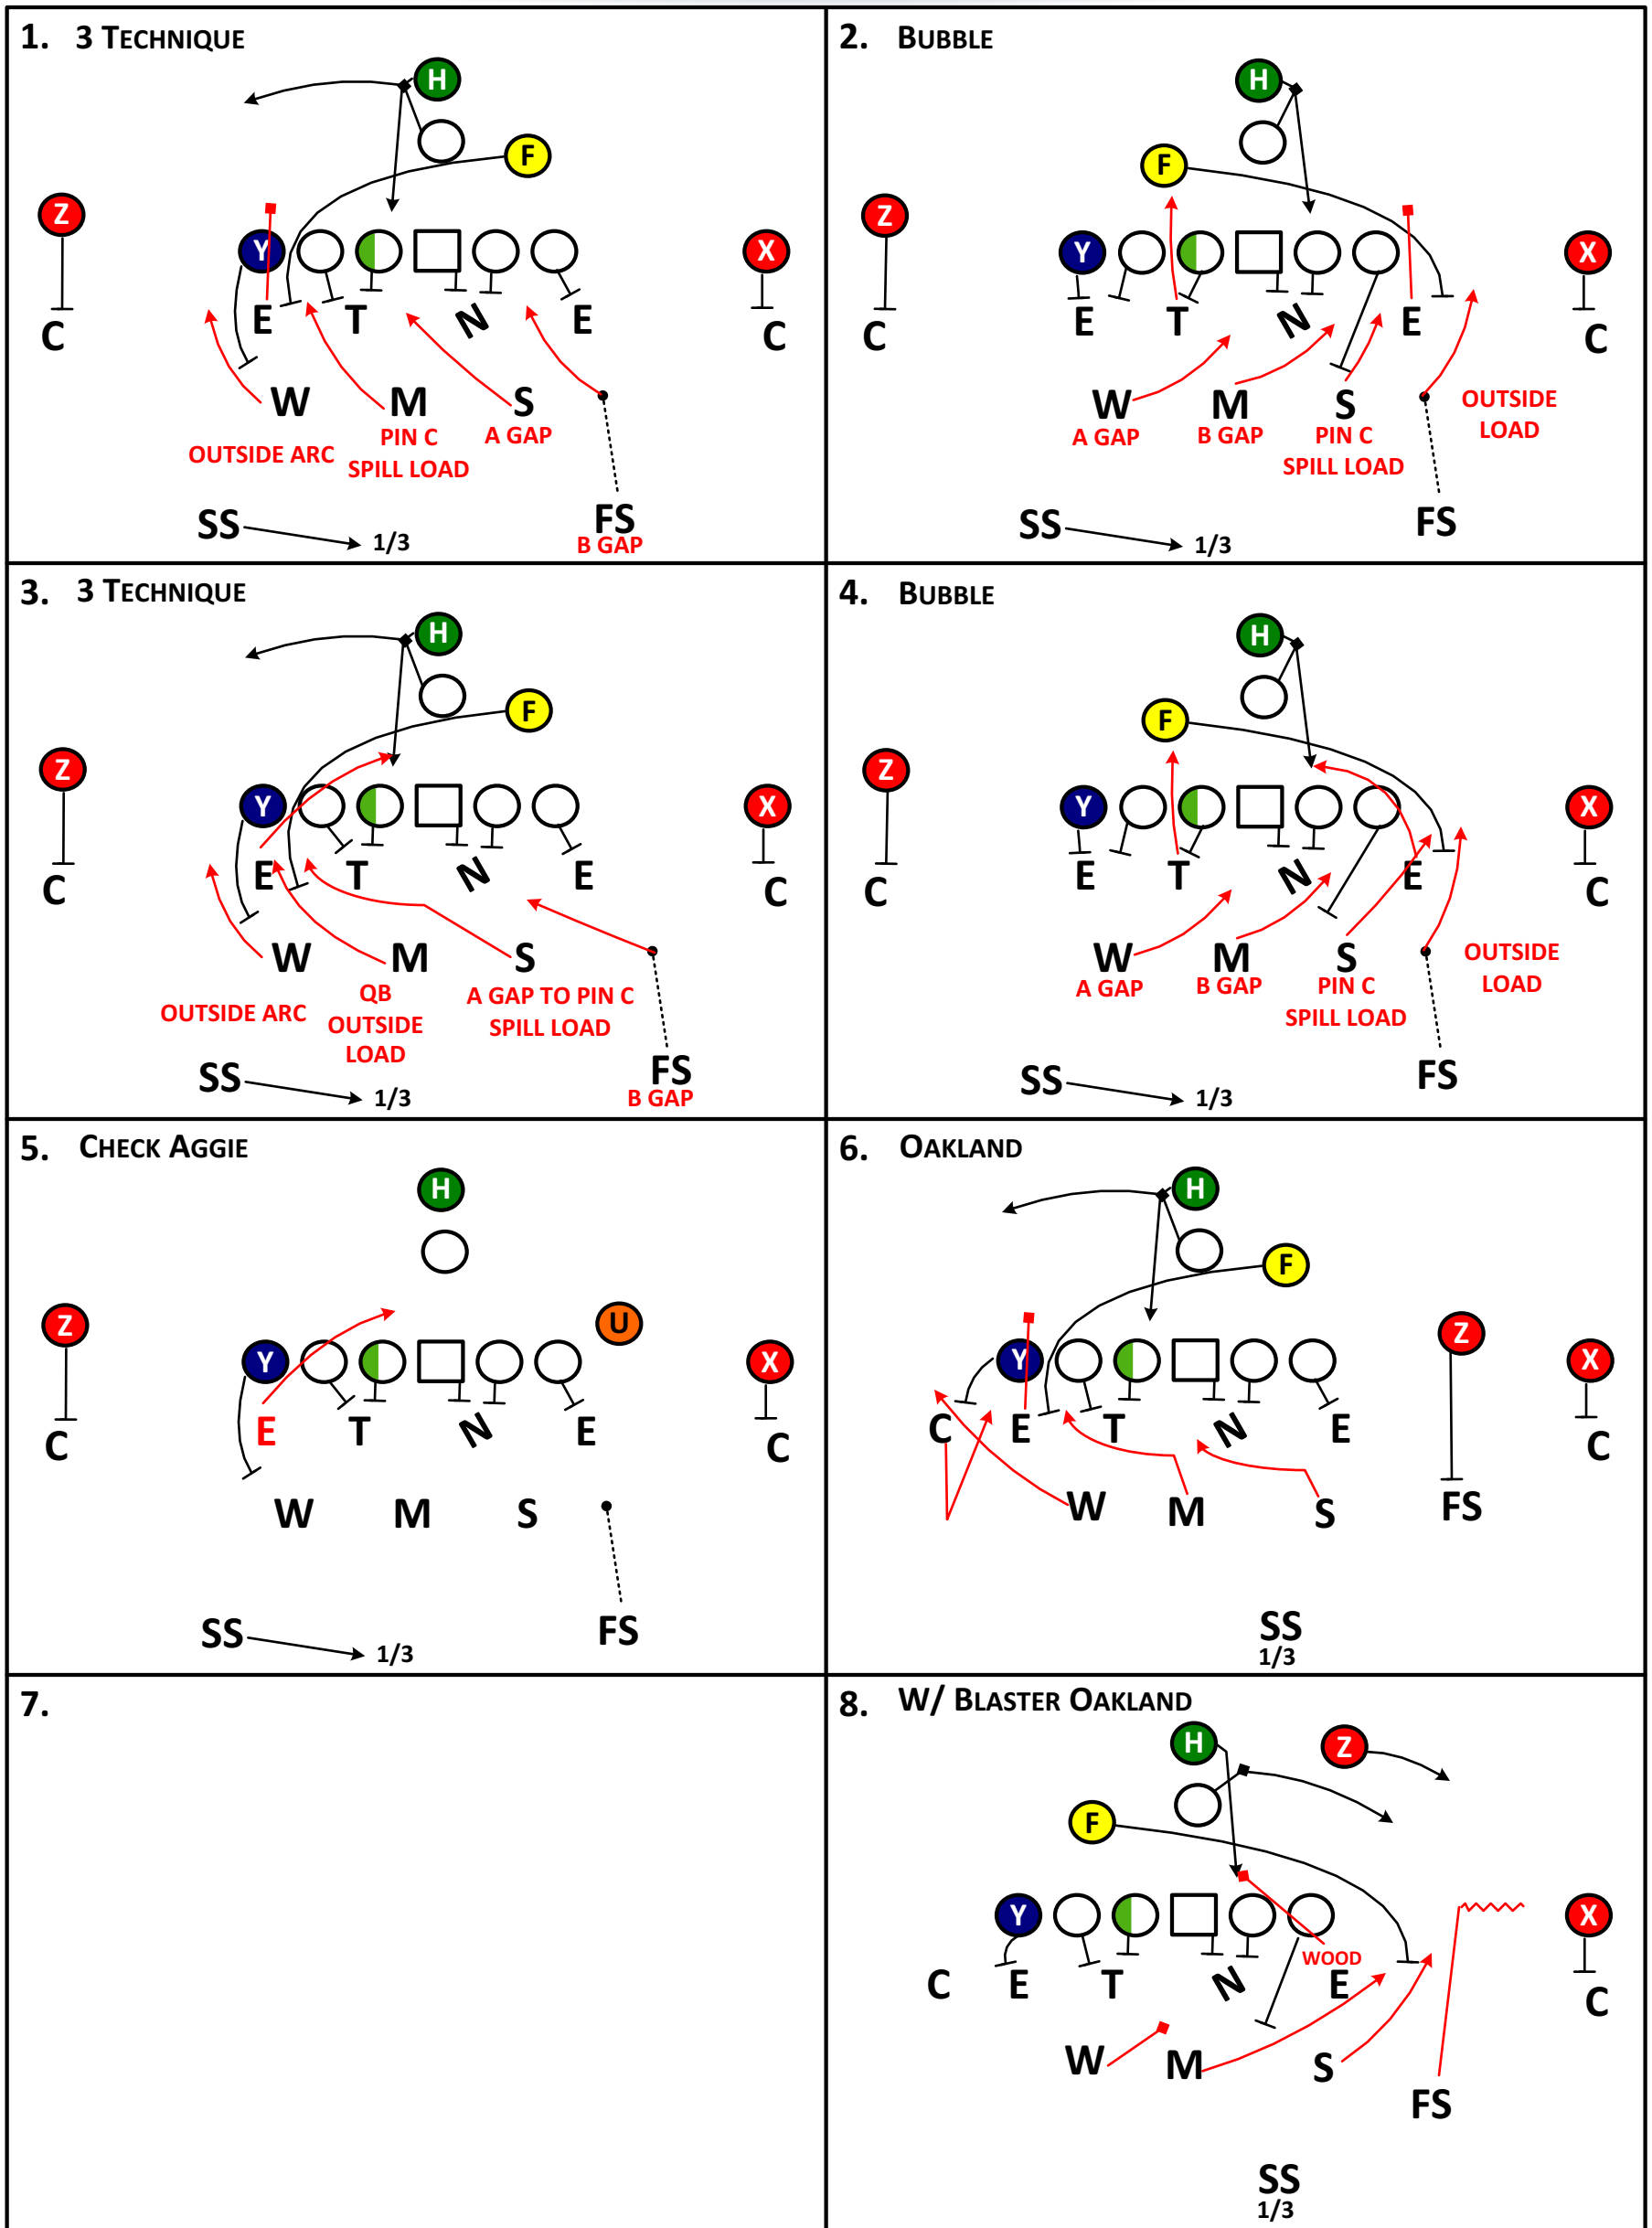 1. 3 TECHNIQUE
H
F
Z
Y
X
C
E
T
N
E
C
W
M
S
OUTSIDE ARC
PIN C
SPILL LOAD
A GAP
SS
1/3
FS
B GAP
2. BUBBLE
H
F
Z
Y
X
C
E
T
N
E
C
W
M
S
A GAP
B GAP
PIN C
SPILL LOAD
OUTSIDE
LOAD
SS
1/3
FS
3. 3 TECHNIQUE
H
F
Z
Y
X
C
E
T
N
E
C
W
M
S
OUTSIDE ARC
QB
OUTSIDE
LOAD
A GAP TO PIN C
SPILL LOAD
SS
1/3
FS
B GAP
4. BUBBLE
H
F
Z
Y
X
C
E
T
N
E
C
W
M
S
A GAP
B GAP
PIN C
SPILL LOAD
OUTSIDE
LOAD
SS
1/3
FS
5. CHECK AGGIE
H
U
Z
Y
X
C
E
T
N
E
C
W
M
S
SS
1/3
FS
6. OAKLAND
H
F
Z
Y
X
C
E
T
N
E
C
W
M
S
FS
SS
1/3
7.
8. W/ BLASTER OAKLAND
H
Z
F
Y
X
WOOD
C
E
T
N
E
C
W
M
S
FS
SS
1/3